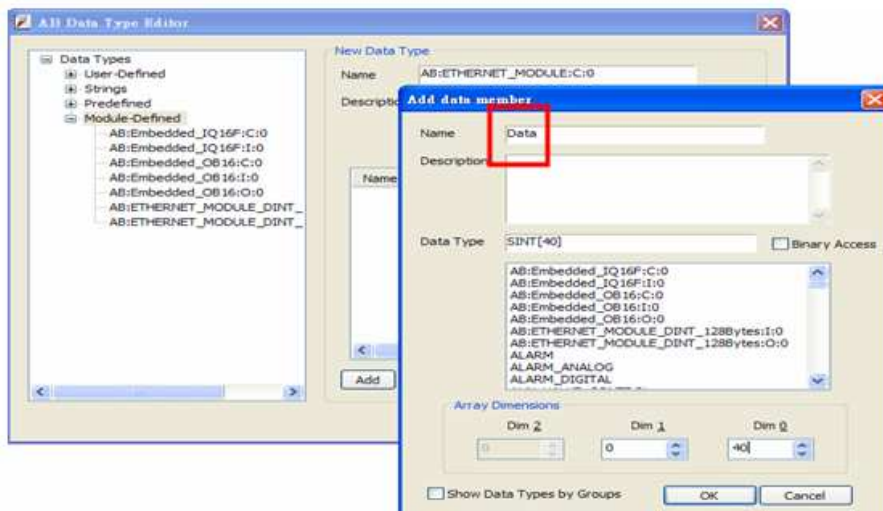 AB Data Type Editor
Data Types
User-Defined
Strings
Predefined
Module-Defined
AB:Embedded_IQ16F:C:0
AB:Embedded_IQ16F:I:0
AB:Embedded_OB16:C:0
AB:Embedded_OB16:I:0
AB:Embedded_OB16:O:0
AB:ETHERNET_MODULE_DINT_
AB:ETHERNET_MODULE_DINT_
New Data Type
Name AB:ETHERNET_MODULE:C:0
Descriptio
Name
Add
Add data member
Name Data
Description
Data Type SINT[40] Binary Access
AB:Embedded_IQ16F:C:0
AB:Embedded_IQ16F:I:0
AB:Embedded_OB16:C:0
AB:Embedded_OB16:I:0
AB:Embedded_OB16:O:0
AB:ETHERNET_MODULE_DINT_128Bytes:I:0
AB:ETHERNET_MODULE_DINT_128Bytes:O:0
ALARM
ALARM_ANALOG
ALARM_DIGITAL
Array Dimensions
Dim 2 Dim 1 Dim 0
0 0 40
Show Data Types by Groups OK Cancel